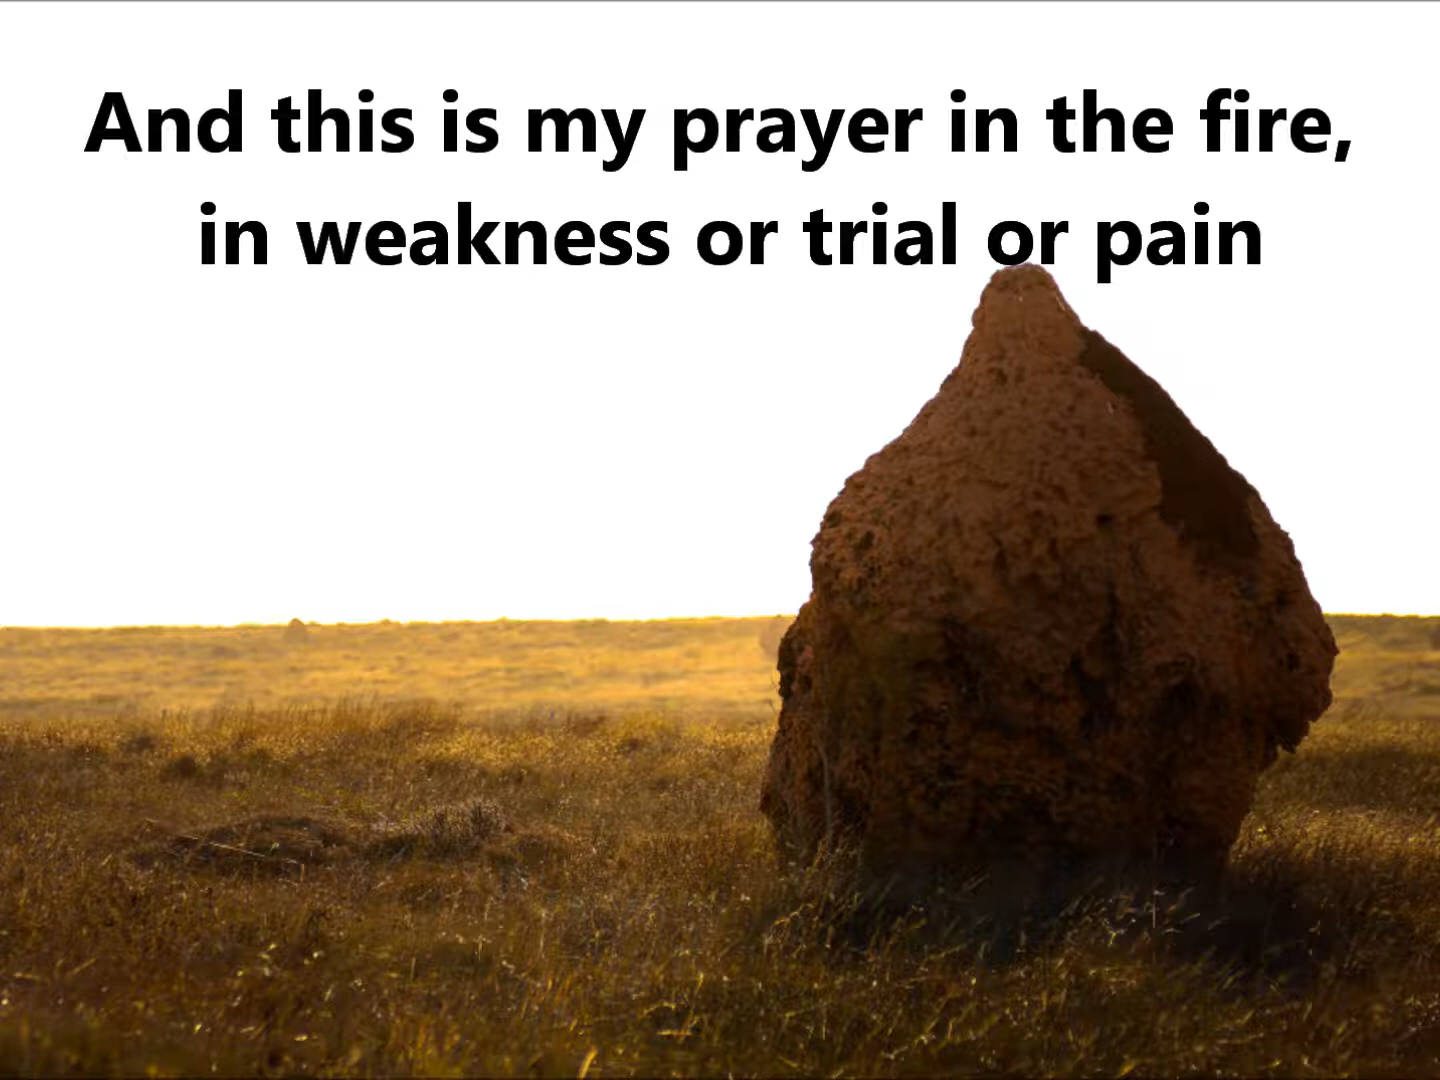 And this is my prayer in the fire,
in weakness or trial or pain